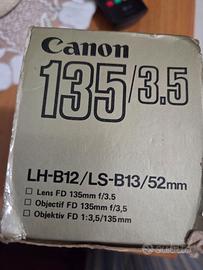 Canon
135/3.5
LH-B12/LS-B13/52mm
□ Lens FD 135mm f/3.5
□ Objectif FD 135mm f/3,5
□ Objektiv FD 1:3,5/135mm
subito